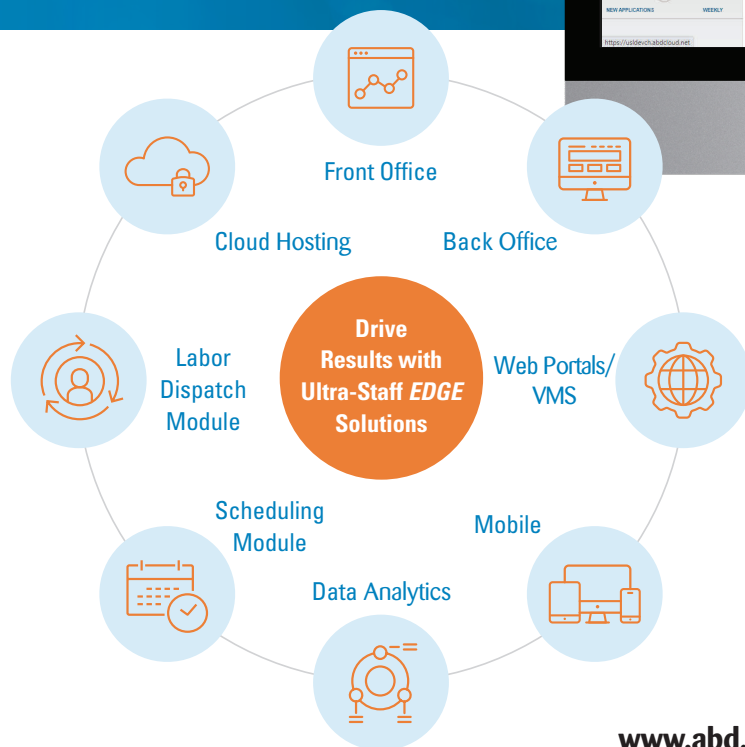 NEW APPLICATIONS
WEEKLY
https://usldevch.abdcloud.net
Front Office
Cloud Hosting
Back Office
Drive
Results with
Ultra-Staff EDGE
Solutions
Labor
Dispatch
Module
Web Portals/
VMS
Scheduling
Module
Mobile
Data Analytics
www.abd.